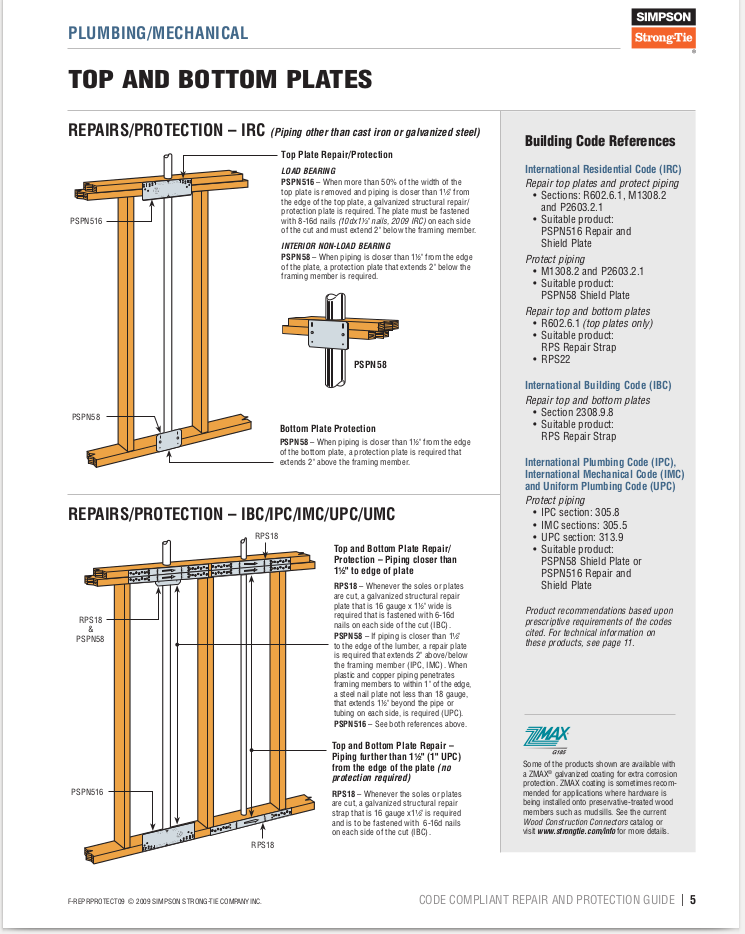 PLUMBING/MECHANICAL
SIMPSON
Strong-Tie
®
TOP AND BOTTOM PLATES
REPAIRS/PROTECTION – IRC (Piping other than cast iron or galvanized steel)
Top Plate Repair/Protection
LOAD BEARING
PSPN516 – When more than 50% of the width of the
top plate is removed and piping is closer than 1½" from
the edge of the top plate, a galvanized structural repair/
protection plate is required. The plate must be fastened
with 8-16d nails (10dx1½" nails, 2009 IRC) on each side
of the cut and must extend 2" below the framing member.
INTERIOR NON-LOAD BEARING
PSPN58 – When piping is closer than 1½" from the edge
of the plate, a protection plate that extends 2" below the
framing member is required.
PSPN516
PSPN58
PSPN58
Bottom Plate Protection
PSPN58 – When piping is closer than 1½" from the edge
of the bottom plate, a protection plate is required that
extends 2" above the framing member.
REPAIRS/PROTECTION – IBC/IPC/IMC/UPC/UMC
RPS18
RPS18
&
PSPN58
PSPN516
RPS18
Top and Bottom Plate Repair/
Protection – Piping closer than
1½" to edge of plate
RPS18 – Whenever the soles or plates
are cut, a galvanized structural repair
plate that is 16 gauge x 1½" wide is
required that is fastened with 6-16d
nails on each side of the cut (IBC).
PSPN58 – If piping is closer than 1½"
to the edge of the lumber, a repair plate
is required that extends 2" above/below
the framing member (IPC, IMC). When
plastic and copper piping penetrates
framing members to within 1" of the edge,
a steel nail plate not less than 18 gauge,
that extends 1½" beyond the pipe or
tubing on each side, is required (UPC).
PSPN516 – See both references above.
Top and Bottom Plate Repair –
Piping further than 1½" (1" UPC)
from the edge of the plate (no
protection required)
RPS18 – Whenever the soles or plates
are cut, a galvanized structural repair
strap that is 16 gauge x1½" is required
and is to be fastened with 6-16d nails
on each side of the cut (IBC).
Building Code References
International Residential Code (IRC)
Repair top plates and protect piping
• Sections: R602.6.1, M1308.2
and P2603.2.1
• Suitable product:
PSPN516 Repair and
Shield Plate
Protect piping
• M1308.2 and P2603.2.1
• Suitable product:
PSPN58 Shield Plate
Repair top and bottom plates
• R602.6.1 (top plates only)
• Suitable product:
RPS Repair Strap
• RPS22
International Building Code (IBC)
Repair top and bottom plates
• Section 2308.9.8
• Suitable product:
RPS Repair Strap
International Plumbing Code (IPC),
International Mechanical Code (IMC)
and Uniform Plumbing Code (UPC)
Protect piping
• IPC section: 305.8
• IMC sections: 305.5
• UPC section: 313.9
• Suitable product:
PSPN58 Shield Plate or
PSPN516 Repair and
Shield Plate
Product recommendations based upon
prescriptive requirements of the codes
cited. For technical information on
these products, see page 11.
ZMAX
G185
Some of the products shown are available with
a ZMAX® galvanized coating for extra corrosion
protection. ZMAX coating is sometimes recom-
mended for applications where hardware is
being installed onto preservative-treated wood
members such as mudsills. See the current
Wood Construction Connectors catalog or
visit www.strongtie.com/info for more details.
F-REPRPROTECT09 © 2009 SIMPSON STRONG-TIE COMPANY INC.
CODE COMPLIANT REPAIR AND PROTECTION GUIDE | 5